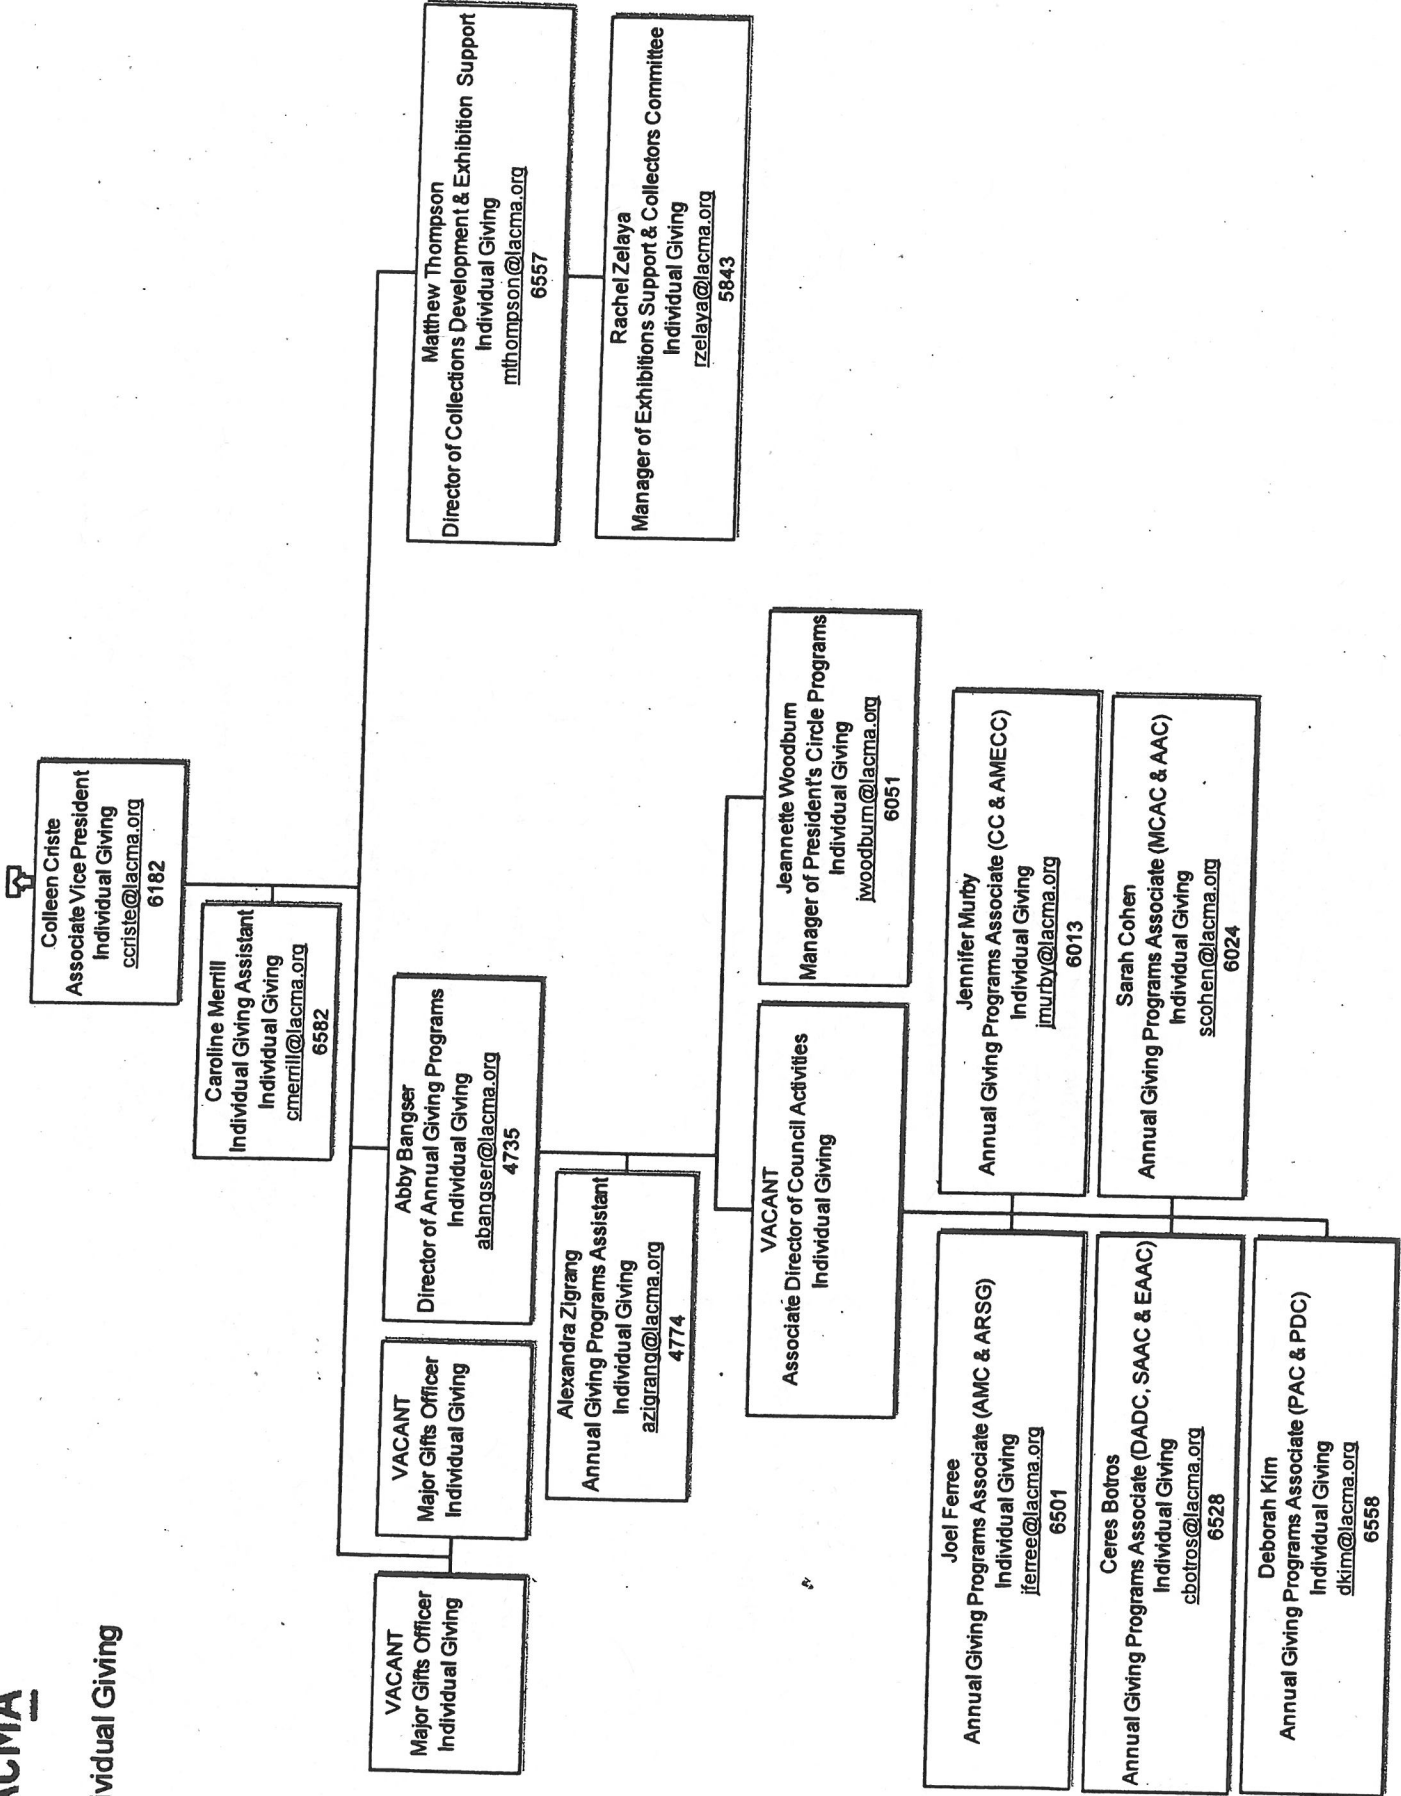 ACMA
vidual Giving
Colleen Criste
Associate Vice President
Individual Giving
ccriste@lacma.org
6182
Caroline Merrill
Individual Giving Assistant
Individual Giving
cmerrill@lacma.org
6582
VACANT
Major Gifts Officer
Individual Giving
VACANT
Major Gifts Officer
Individual Giving
Abby Bangser
Director of Annual Giving Programs
Individual Giving
abangser@lacma.org
4735
Matthew Thompson
Director of Collections Development & Exhibition Support
Individual Giving
mthompson@lacma.org
6557
Rachel Zelaya
Manager of Exhibitions Support & Collectors Committee
Individual Giving
rzelaya@lacma.org
5843
Alexandra Zigrang
Annual Giving Programs Assistant
Individual Giving
azigrang@lacma.org
4774
VACANT
Associate Director of Council Activities
Individual Giving
Jeannette Woodburn
Manager of President's Circle Programs
Individual Giving
jwoodburn@lacma.org
6051
Joel Ferree
Annual Giving Programs Associate (AMC & ARSG)
Individual Giving
jferree@lacma.org
6501
Jennifer Murby
Annual Giving Programs Associate (CC & AMECC)
Individual Giving
jmurby@lacma.org
6013
Ceres Botros
Annual Giving Programs Associate (DADC, SAAC & EAAC)
Individual Giving
cbotros@lacma.org
6528
Sarah Cohen
Annual Giving Programs Associate (MCAC & AAC)
Individual Giving
scohen@lacma.org
6024
Deborah Kim
Annual Giving Programs Associate (PAC & PDC)
Individual Giving
dkim@lacma.org
6558